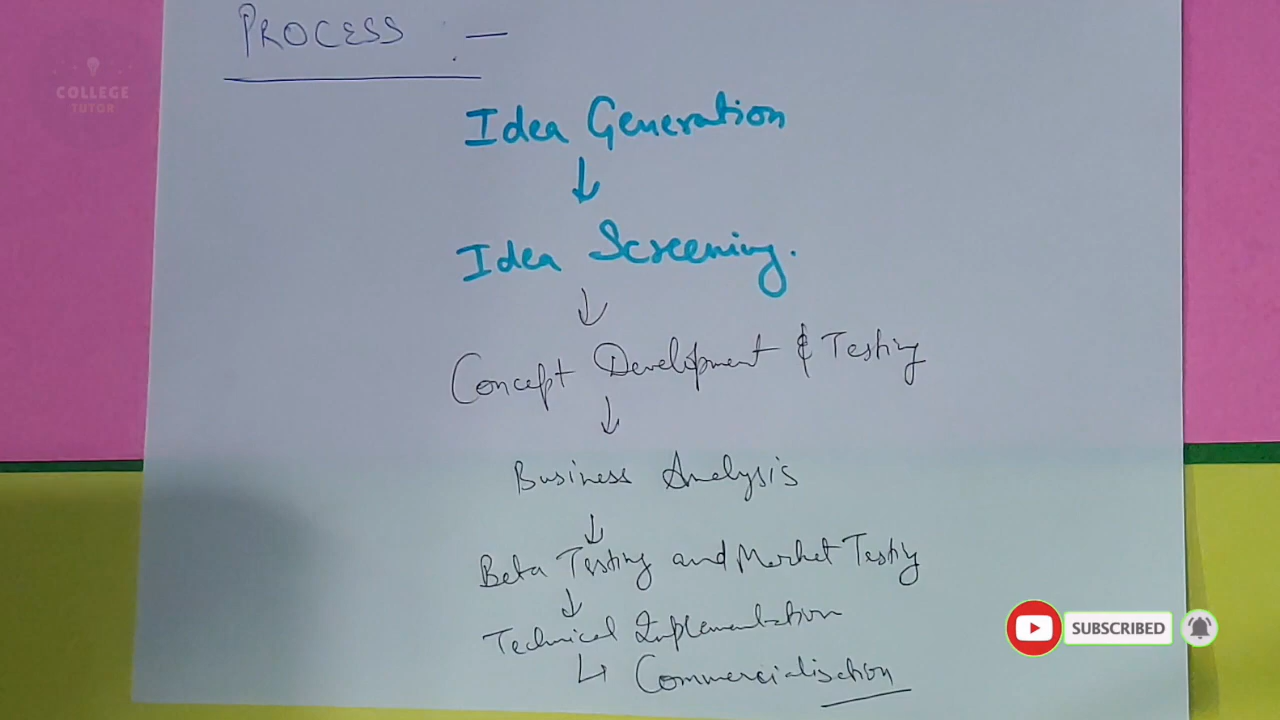 PROCESS :-
COLLEGE
TUTOR
Idea Generation
↓
Idea Screening.
↓
Concept Development & Testing
↓
Business Analysis
↓
Beta Testing and Market Testing
↓
Technical Implementation
↳ Commercialisation
SUBSCRIBED